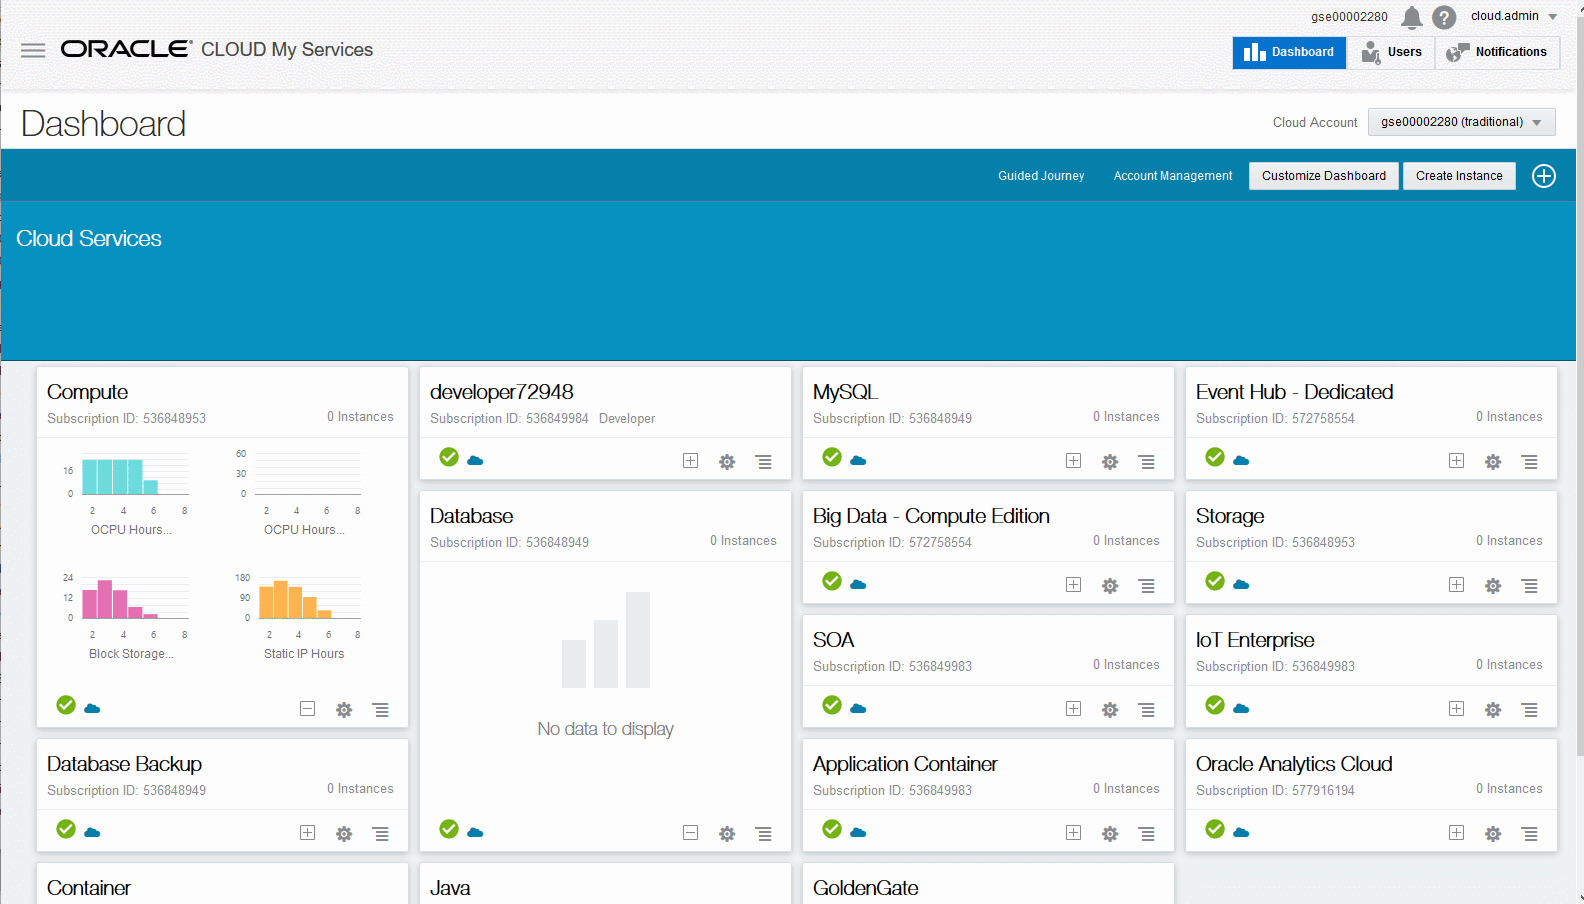 gse00002280
cloud.admin
ORACLE® CLOUD My Services
Dashboard
Users
Notifications
Dashboard
Cloud Account
gse00002280 (traditional)
Guided Journey
Account Management
Customize Dashboard
Create Instance
Cloud Services
Compute
Subscription ID: 536848953
0 Instances
16
0
2 4 6 8
OCPU Hours...
60
30
0
2 4 6 8
OCPU Hours...
24
12
0
2 4 6 8
Block Storage...
180
90
0
2 4 6 8
Static IP Hours
Database Backup
Subscription ID: 536848949
0 Instances
Container
developer72948
Subscription ID: 536849984 Developer
Database
Subscription ID: 536848949
0 Instances
No data to display
Java
MySQL
Subscription ID: 536848949
0 Instances
Big Data - Compute Edition
Subscription ID: 572758554
0 Instances
SOA
Subscription ID: 536849983
0 Instances
Application Container
Subscription ID: 536849983
0 Instances
GoldenGate
Event Hub - Dedicated
Subscription ID: 572758554
0 Instances
Storage
Subscription ID: 536848953
0 Instances
IoT Enterprise
Subscription ID: 536849983
0 Instances
Oracle Analytics Cloud
Subscription ID: 577916194
0 Instances